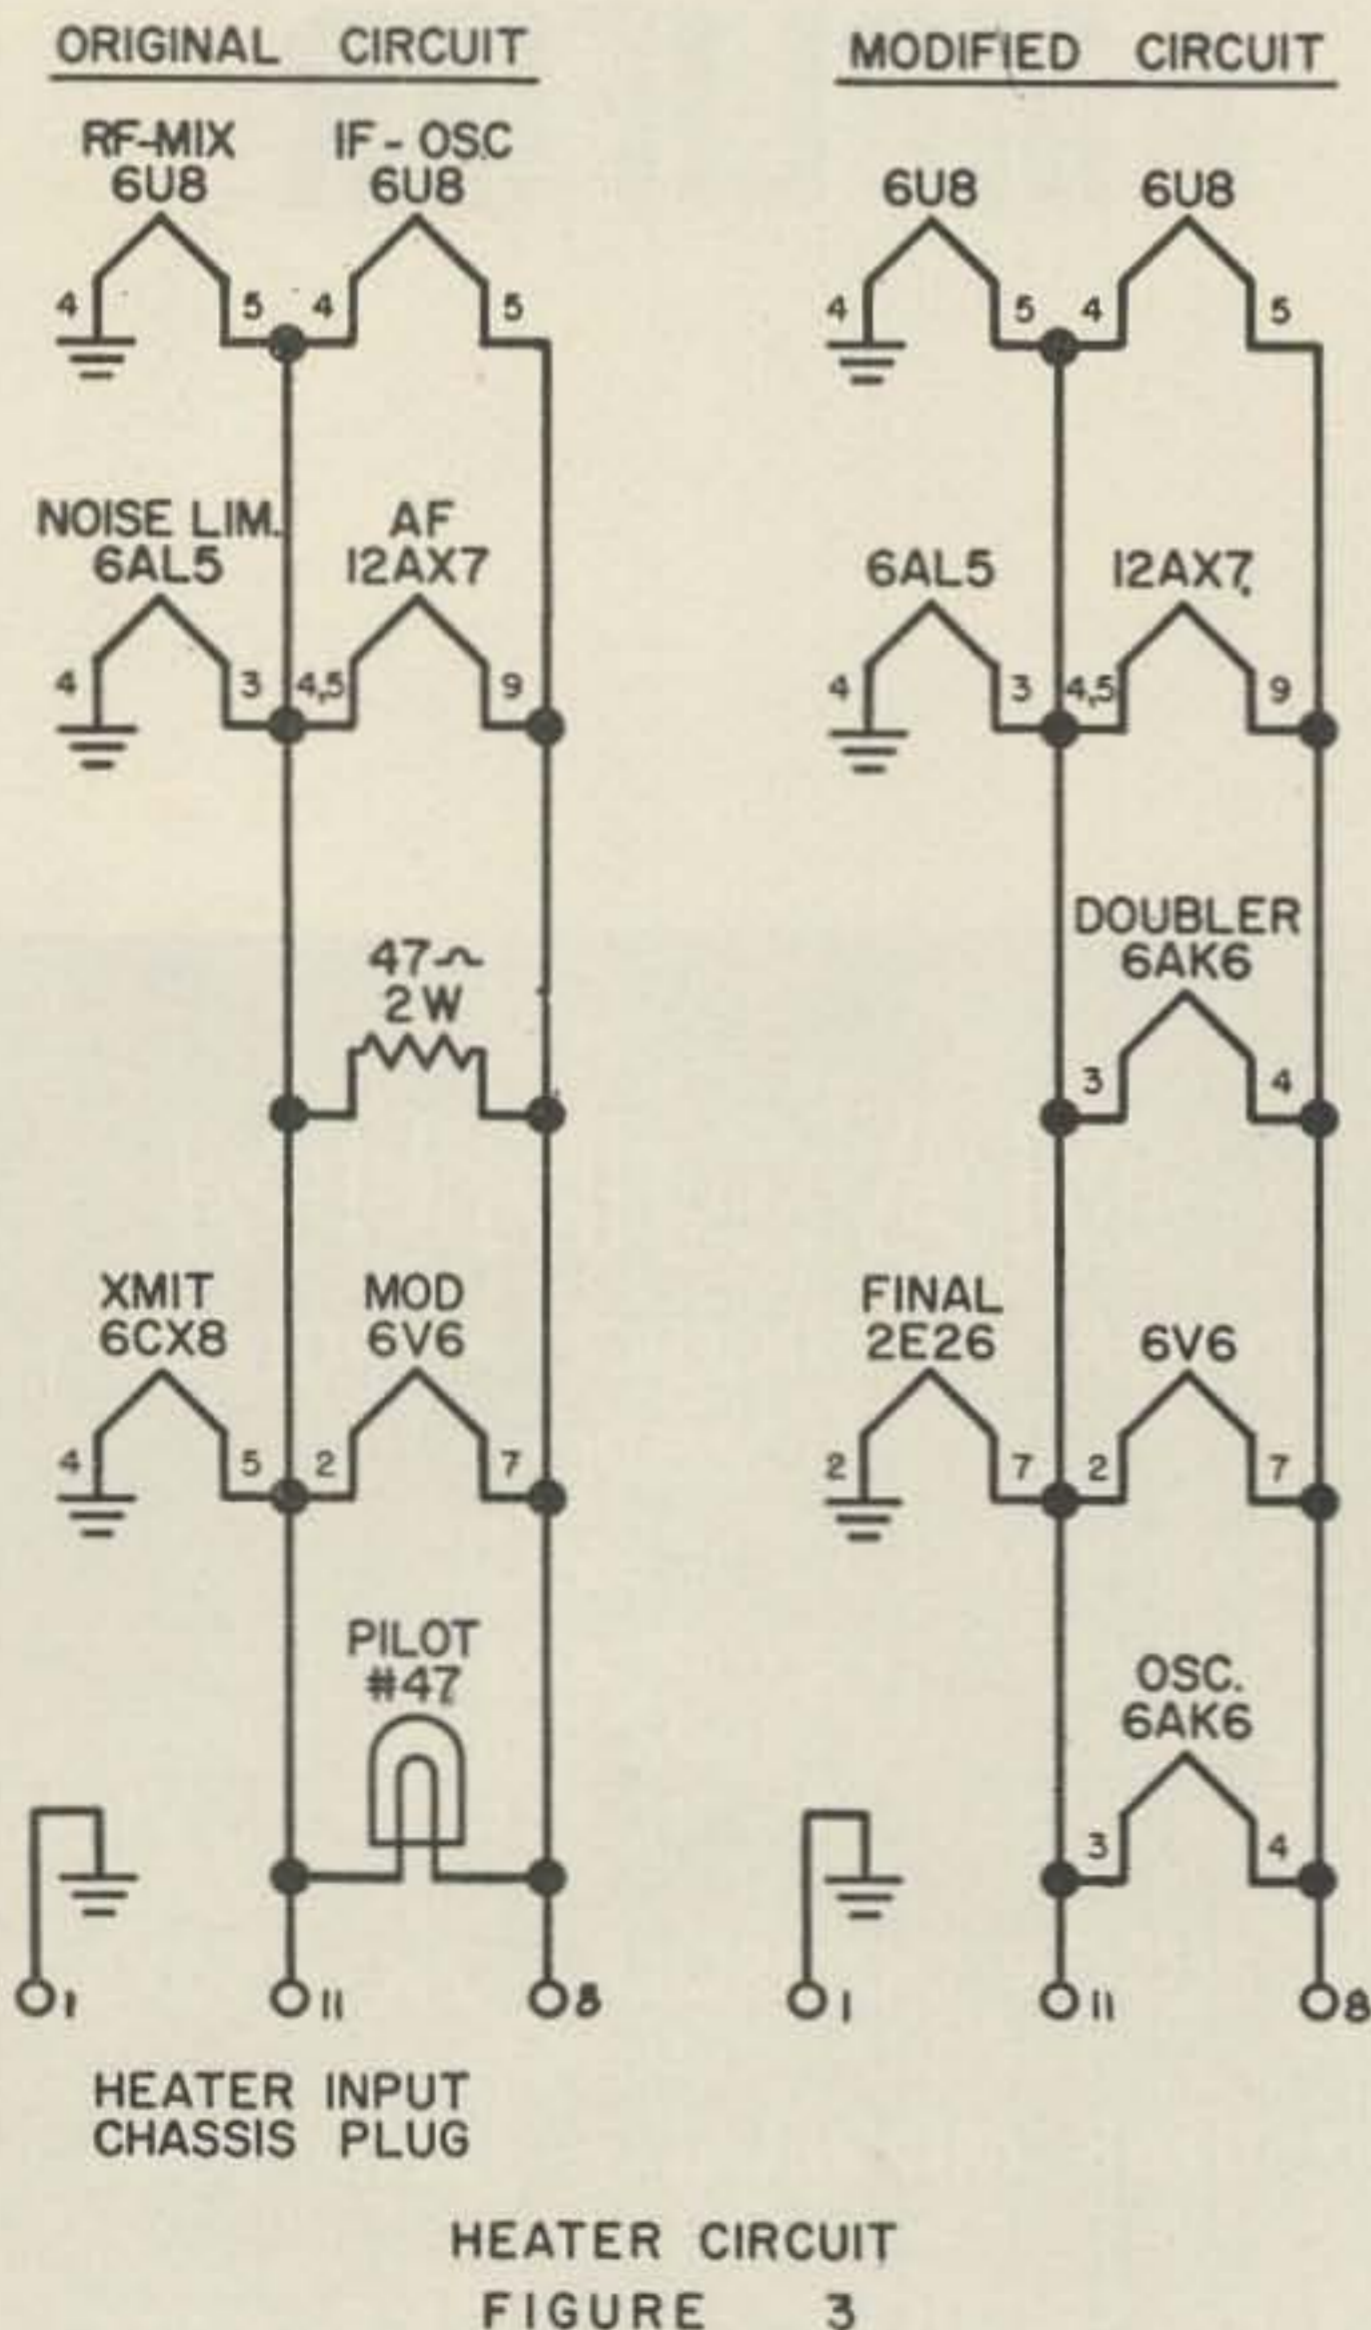 ORIGINAL CIRCUIT
RF-MIX IF-OSC
6U8 6U8
4 5 4 5
NOISE LIM. AF
6AL5 12AX7
4 3 4,5 9
47
2W
XMIT MOD
6CX8 6V6
4 5 2 7
PILOT
#47
1 11 8
HEATER INPUT
CHASSIS PLUG
MODIFIED CIRCUIT
6U8 6U8
4 5 4 5
6AL5 12AX7
4 3 4,5 9
DOUBLER
6AK6
3 4
FINAL
2E26 6V6
2 7 2 7
OSC.
6AK6
3 4
1 11 8
HEATER CIRCUIT
FIGURE 3